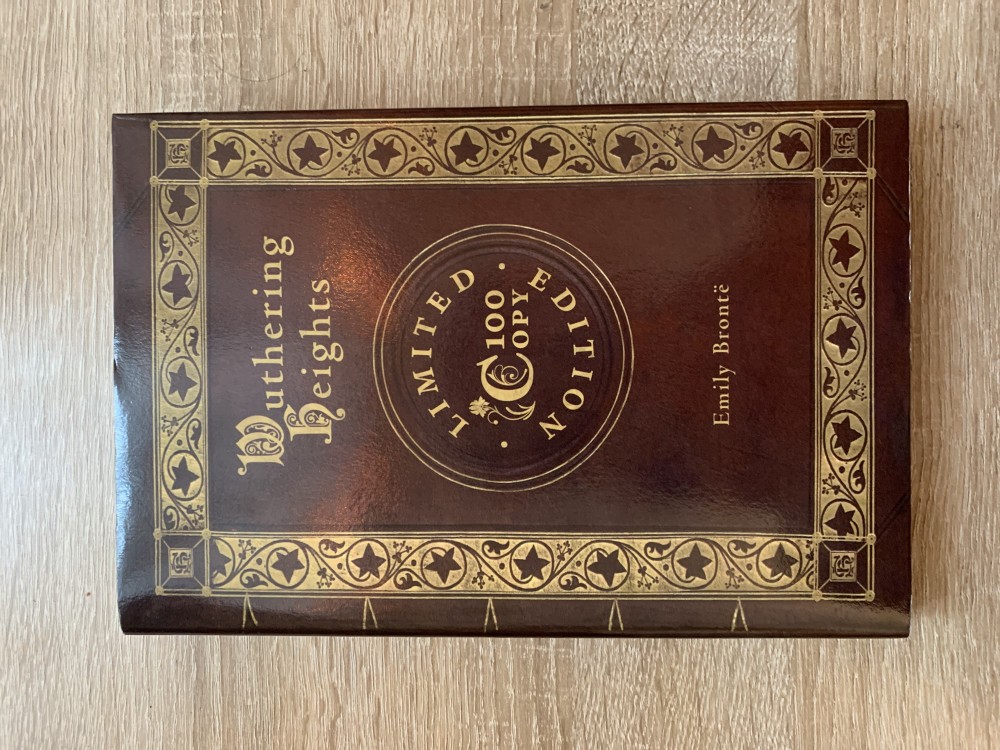 Wuthering
Heights
LIMITED · EDITION ·
100
COPY
Emily Brontë